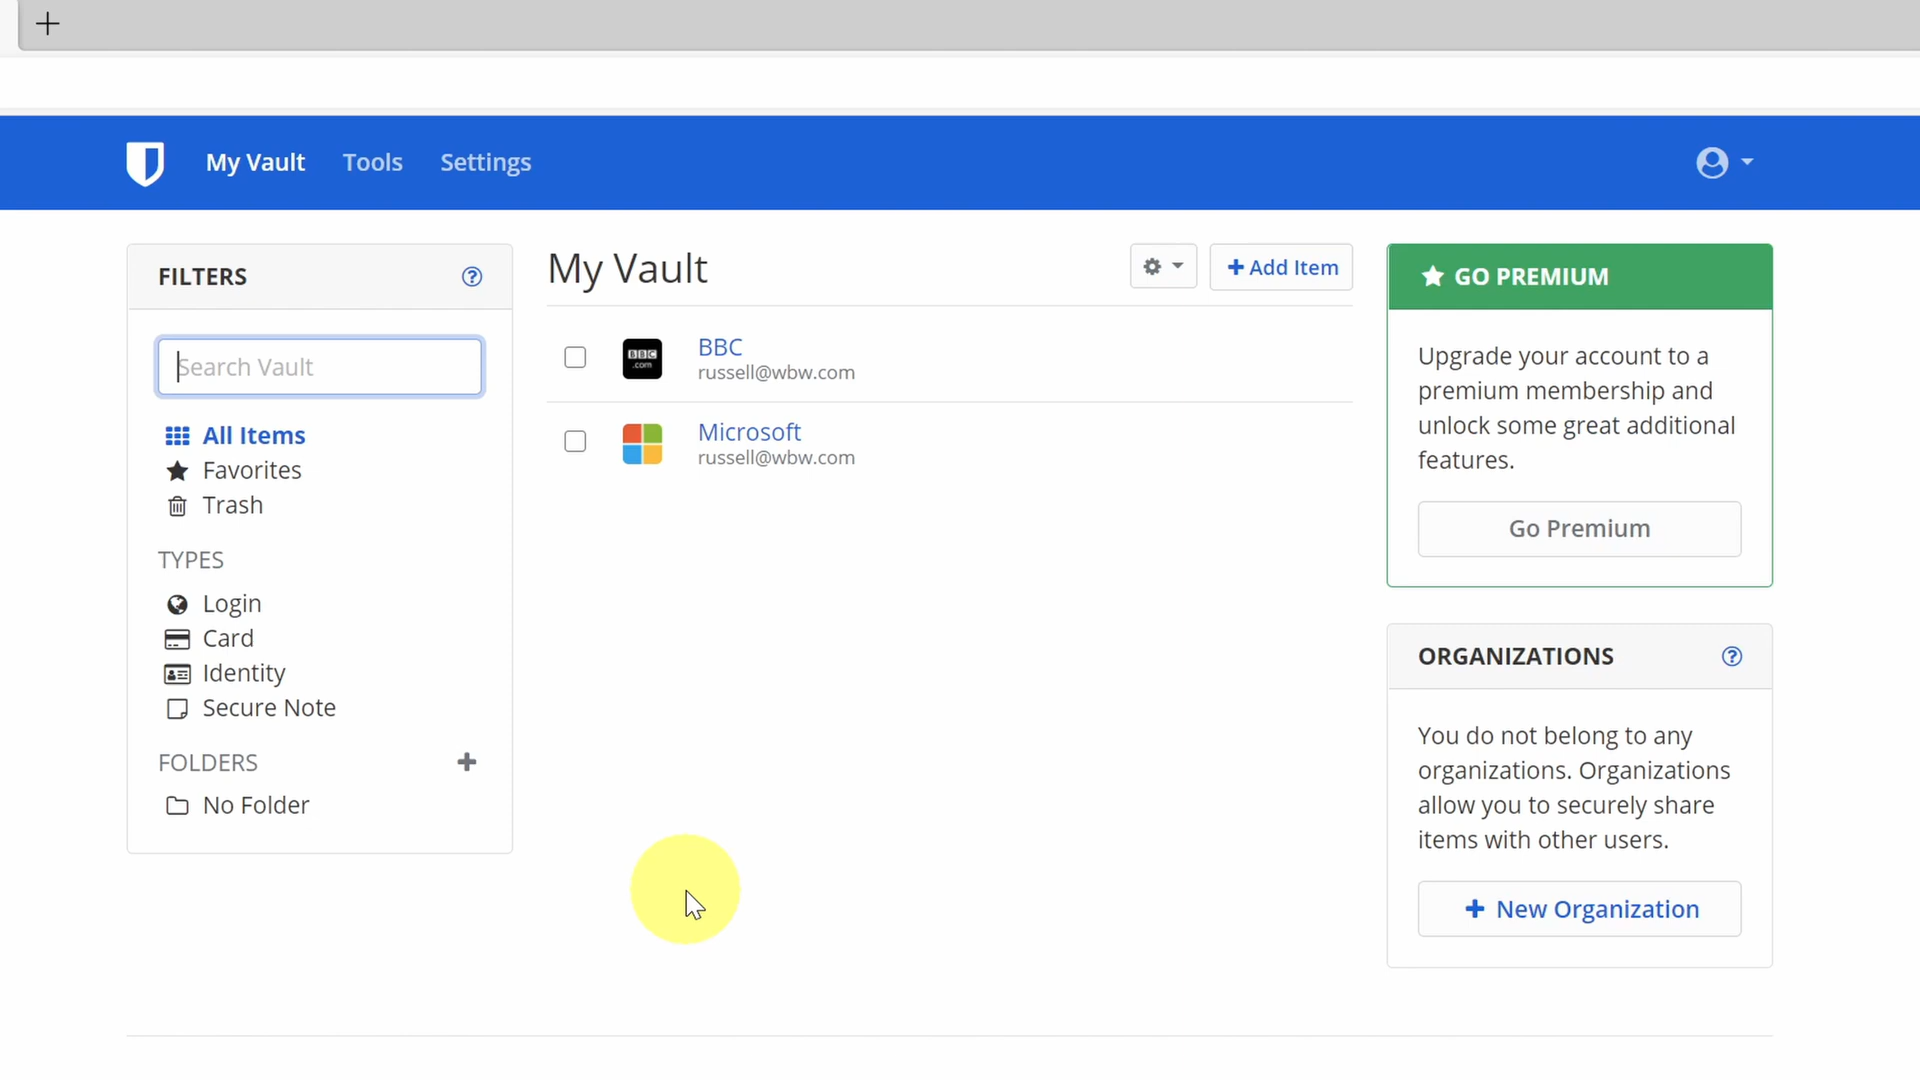 My Vault
Tools
Settings
FILTERS
Search Vault
All Items
Favorites
Trash
TYPES
Login
Card
Identity
Secure Note
FOLDERS
No Folder
My Vault
Add Item
BBC
.com
BBC
russell@wbw.com
Microsoft
russell@wbw.com
GO PREMIUM
Upgrade your account to a
premium membership and
unlock some great additional
features.
Go Premium
ORGANIZATIONS
You do not belong to any
organizations. Organizations
allow you to securely share
items with other users.
New Organization